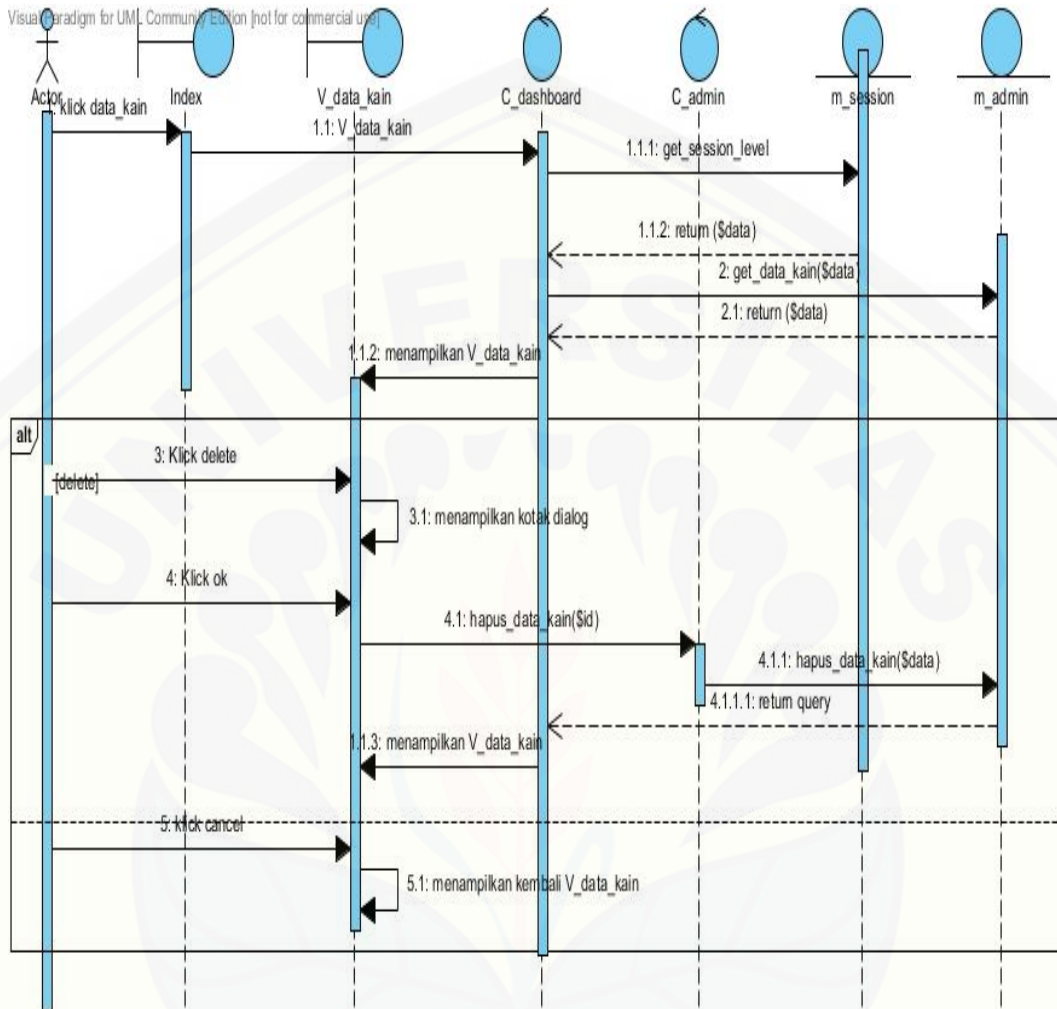 Visual Paradigm for UML Community Edition [not for commercial use]
Actor
Index
V_data_kain
C_dashboard
C_admin
m_session
m_admin
klick data_kain
1.1: V_data_kain
1.1.1: get_session_level
1.1.2: return ($data)
2: get_data_kain($data)
2.1: return ($data)
1.1.2: menampilkan V_data_kain
alt
3: Klick delete
[delete]
3.1: menampilkan kotak dialog
4: Klick ok
4.1: hapus_data_kain($id)
4.1.1: hapus_data_kain($data)
4.1.1.1: return query
1.1.3: menampilkan V_data_kain
5: klick cancel
5.1: menampilkan kembali V_data_kain
UNIVERSITAS